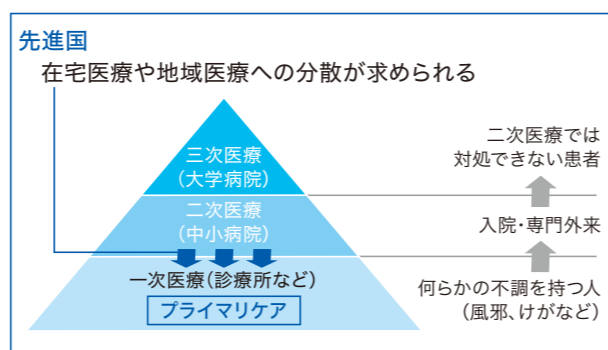 先進国
在宅医療や地域医療への分散が求められる
三次医療
(大学病院)
二次医療
(中小病院)
一次医療(診療所など)
プライマリケア
二次医療では
対処できない患者
入院・専門外来
何らかの不調を持つ人
(風邪、けがなど)